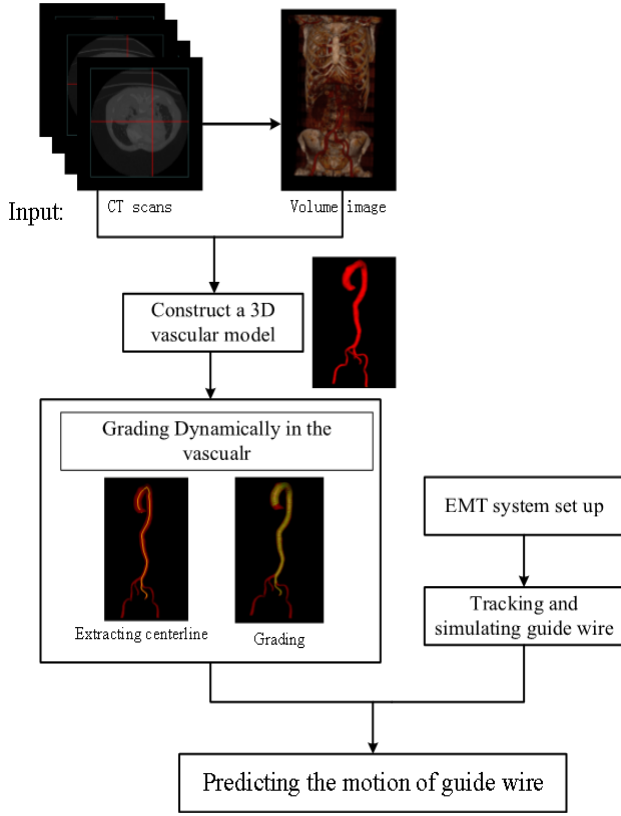 Input:
CT scans
Volume image
Construct a 3D
vascular model
Grading Dynamically in the
vascualr
Extracting centerline
Grading
EMT system set up
Tracking and
simulating guide wire
Predicting the motion of guide wire